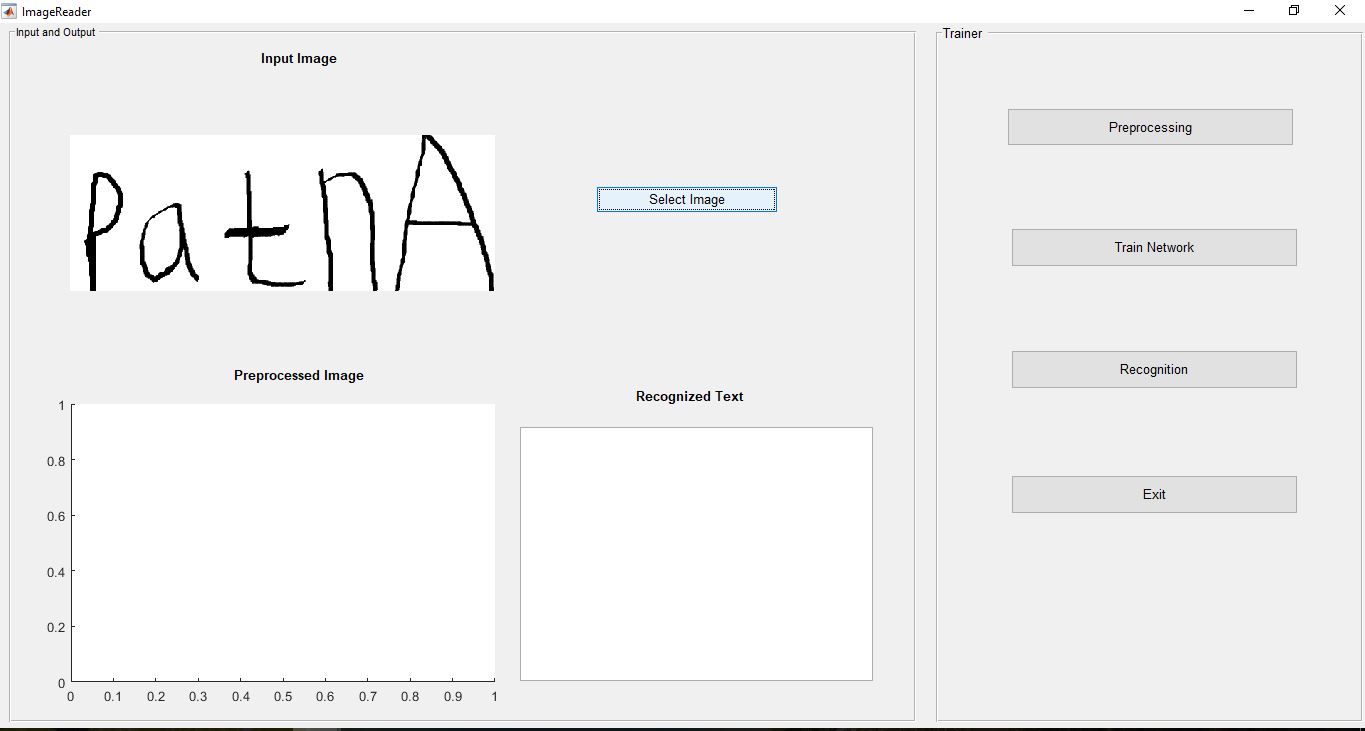 ImageReader
Input and Output
Trainer
Input Image
PatnA
Preprocessing
Select Image
Train Network
Recognition
Preprocessed Image
Recognized Text
1
0.8
0.6
0.4
0.2
0
0 0.1 0.2 0.3 0.4 0.5 0.6 0.7 0.8 0.9 1
Exit